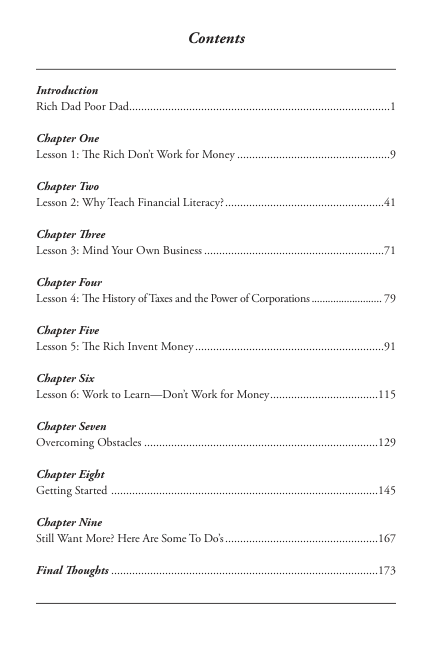 Contents
Introduction
Rich Dad Poor Dad....................................................................................1
Chapter One
Lesson 1: The Rich Don't Work for Money ..................................................9
Chapter Two
Lesson 2: Why Teach Financial Literacy?....................................................41
Chapter Three
Lesson 3: Mind Your Own Business ..........................................................71
Chapter Four
Lesson 4: The History of Taxes and the Power of Corporations .......................... 79
Chapter Five
Lesson 5: The Rich Invent Money..............................................................91
Chapter Six
Lesson 6: Work to Learn—Don't Work for Money...................................115
Chapter Seven
Overcoming Obstacles ............................................................................129
Chapter Eight
Getting Started .......................................................................................145
Chapter Nine
Still Want More? Here Are Some To Do's..................................................167
Final Thoughts .......................................................................................173